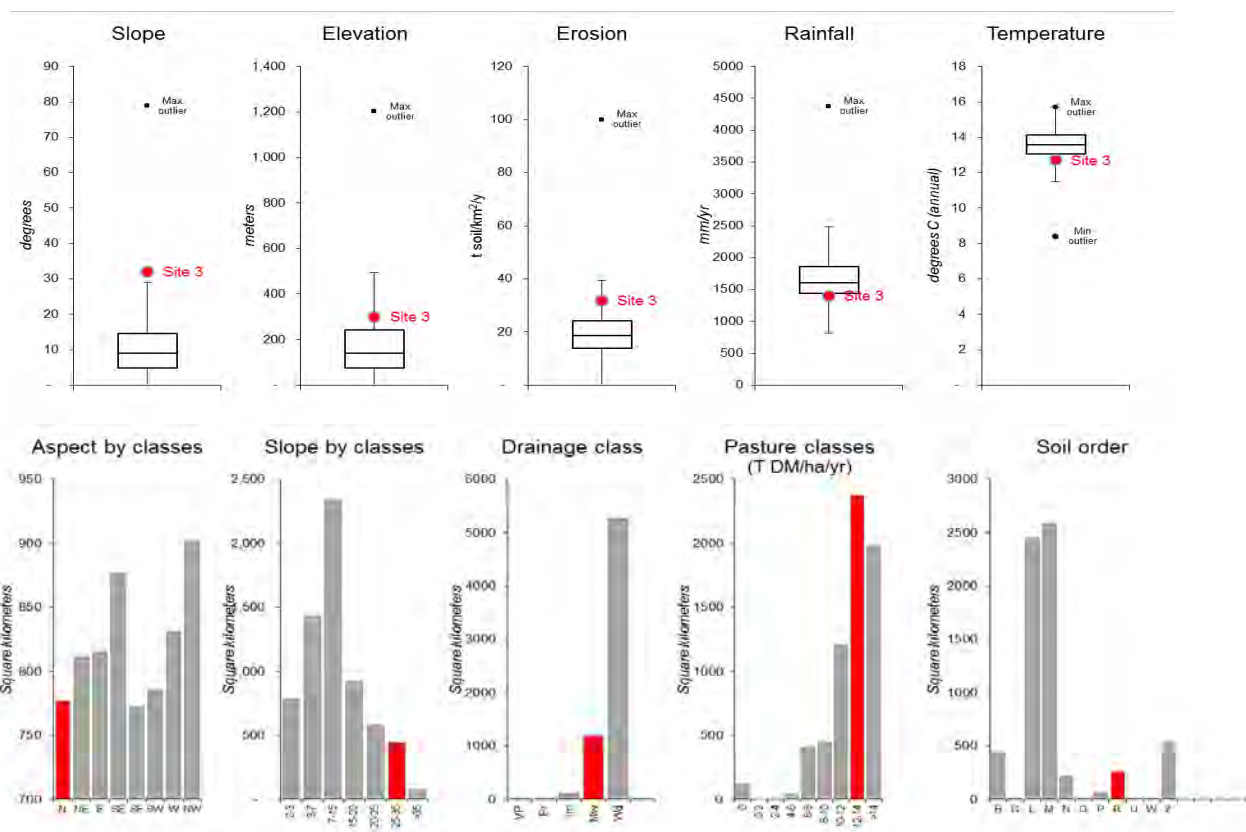 Slope
Elevation
Erosion
Rainfall
Temperature
90
80
70
60
50
40
30
20
10
-
degrees
Max
outlier
Site 3
1,400
1,200
1,000
800
600
400
200
-
meters
Max
outlier
Site 3
120
100
80
60
40
20
-
t soil/km²/y
Max
outlier
Site 3
5000
4500
4000
3500
3000
2500
2000
1500
1000
500
0
mm/yr
Max
outlier
Site 3
18
16
14
12
10
8
6
4
2
-
degrees C (annual)
Max
outlier
Site 3
Min
outlier
Aspect by classes
Slope by classes
Drainage class
Pasture classes
(T DM/ha/yr)
Soil order
950
900
850
800
750
700
Square kilometers
N NE E SE SW W NW
2,500
2,000
1,500
1,000
500
-
Square kilometers
0-3 3-7 7-15 15-20 20-25 25-35 >35
6000
5000
4000
3000
2000
1000
0
Square kilometers
VP Pr Im Mw Wd
2500
2000
1500
1000
500
0
Square kilometers
0 0-2 2-4 4-6 6-8 8-10 10-12 12-14 >14
3000
2500
2000
1500
1000
500
0
Square kilometers
B L M N O P R U W Z